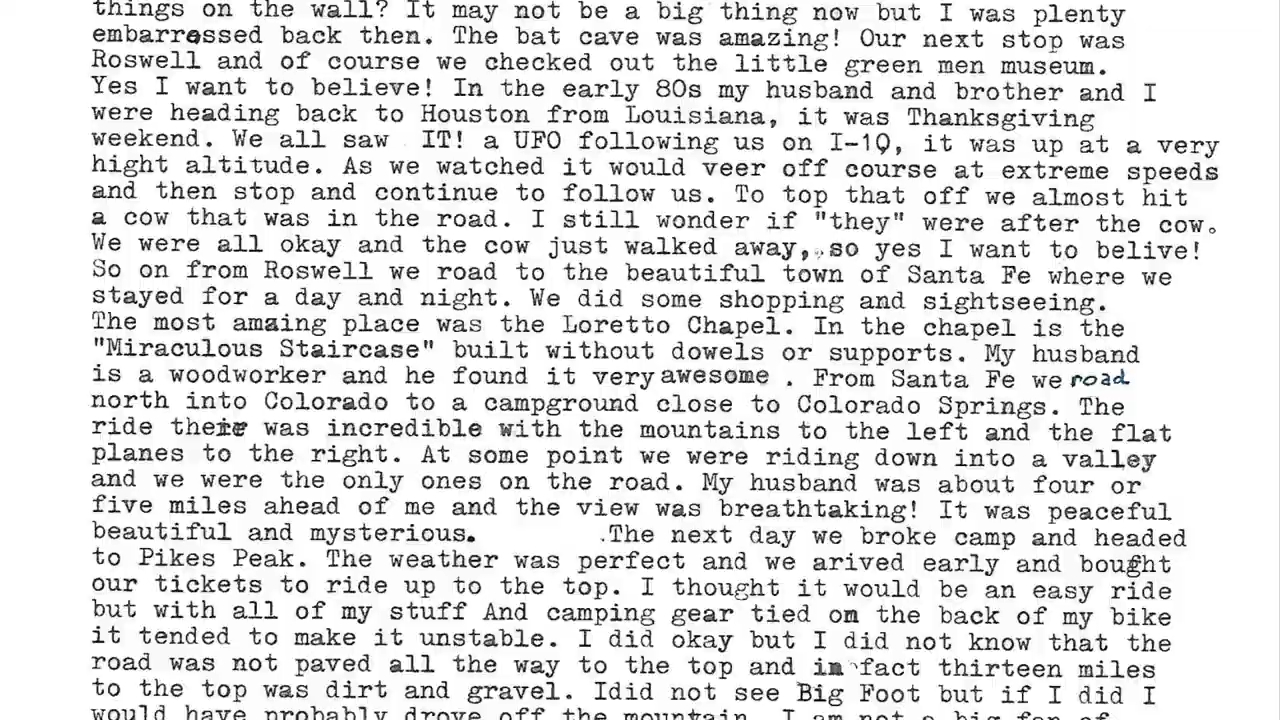 things on the wall? It may not be a big thing now but I was plenty
embarressed back then. The bat cave was amazing! Our next stop was
Roswell and of course we checked out the little green men museum.
Yes I want to believe! In the early 80s my husband and brother and I
were heading back to Houston from Louisiana, it was Thanksgiving
weekend. We all saw IT! a UFO following us on I-10, it was up at a very
hight altitude. As we watched it would veer off course at extreme speeds
and then stop and continue to follow us. To top that off we almost hit
a cow that was in the road. I still wonder if "they" were after the cow.
We were all okay and the cow just walked away, so yes I want to belive!
So on from Roswell we road to the beautiful town of Santa Fe where we
stayed for a day and night. We did some shopping and sightseeing.
The most amaing place was the Loretto Chapel. In the chapel is the
"Miraculous Staircase" built without dowels or supports. My husband
is a woodworker and he found it very awesome . From Santa Fe we road
north into Colorado to a campground close to Colorado Springs. The
ride was incredible with the mountains to the left and the flat
planes to the right. At some point we were riding down into a valley
and we were the only ones on the road. My husband was about four or
five miles ahead of me and the view was breathtaking! It was peaceful
beautiful and mysterious. .The next day we broke camp and headed
to Pikes Peak. The weather was perfect and we arived early and bought
our tickets to ride up to the top. I thought it would be an easy ride
but with all of my stuff And camping gear tied on the back of my bike
it tended to make it unstable. I did okay but I did not know that the
road was not paved all the way to the top and in fact thirteen miles
to the top was dirt and gravel. Idid not see Big Foot but if I did I
would have probably drove off the mountain. I am not a big fan of